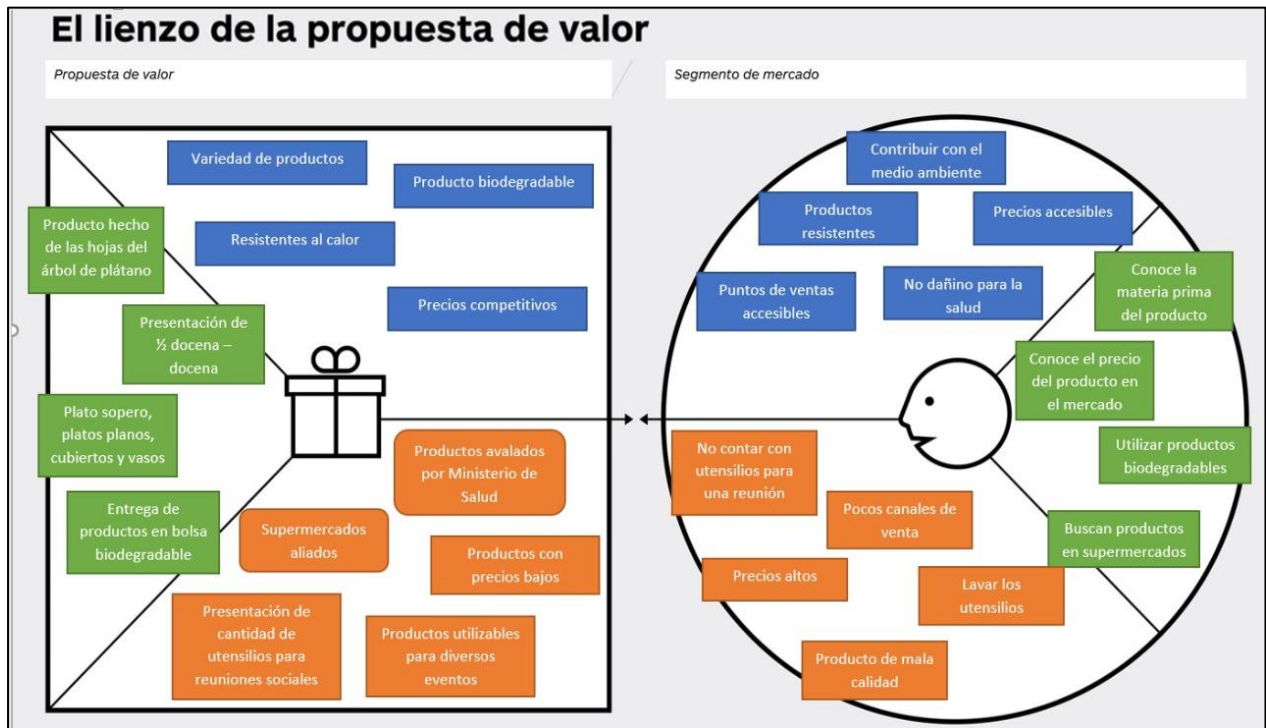 El lienzo de la propuesta de valor
Propuesta de valor
Segmento de mercado
Variedad de productos
Producto biodegradable
Resistentes al calor
Precios competitivos
Producto hecho
de las hojas del
árbol de plátano
Presentación de
½ docena –
docena
Plato sopero,
platos planos,
cubiertos y vasos
Entrega de
productos en bolsa
biodegradable
Productos avalados
por Ministerio de
Salud
Supermercados
aliados
Productos con
precios bajos
Presentación de
cantidad de
utensilios para
reuniones sociales
Productos utilizables
para diversos
eventos
Contribuir con el
medio ambiente
Productos
resistentes
Precios accesibles
Puntos de ventas
accesibles
No dañino para la
salud
Conoce la
materia prima
del producto
Conoce el precio
del producto en
el mercado
Utilizar productos
biodegradables
Buscan productos
en supermercados
No contar con
utensilios para
una reunión
Pocos canales de
venta
Precios altos
Lavar los
utensilios
Producto de mala
calidad